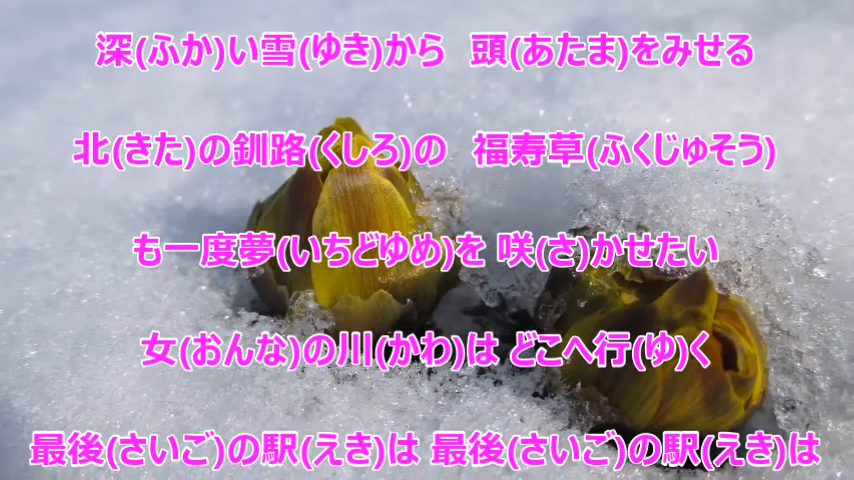 深(ふか)い雪(ゆき)から 頭(あたま)をみせる
北(きた)の釧路(くしろ)の 福寿草(ふくじゅそう)
も一度夢(いちどゆめ)を 咲(さ)かせたい
女(おんな)の川(かわ)は どこへ行(ゆ)く
最後(さいご)の駅(えき)は 最後(さいご)の駅(えき)は